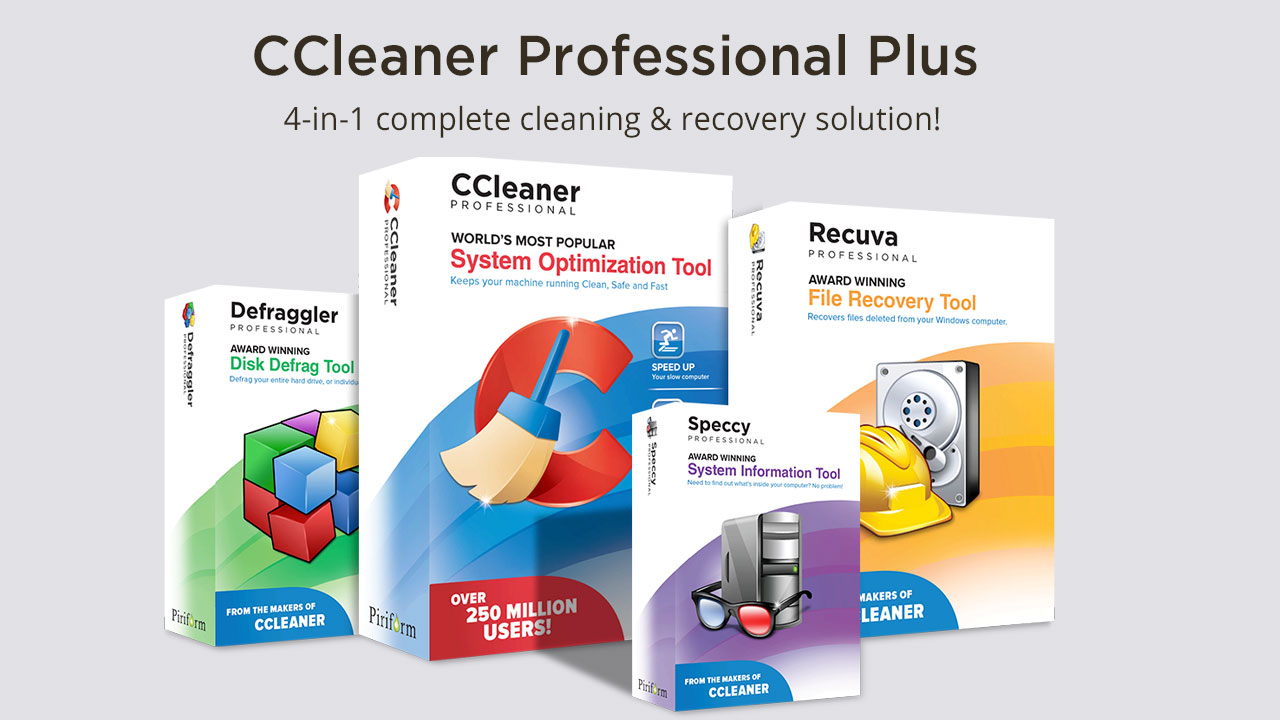 CCleaner Professional Plus
4-in-1 complete cleaning & recovery solution!
Defraggler
PROFESSIONAL
Defraggler
PROFESSIONAL
AWARD WINNING
Disk Defrag Tool
Defrag your entire hard drive, or
FROM THE MAKERS OF
CCLEANER
Piriform
CCleaner
PROFESSIONAL
CCleaner
PROFESSIONAL
WORLD'S MOST POPULAR
System Optimization Tool
Keeps your machine running Clean, Safe and Fast
SPEED UP
Your slow computer
OVER
250 MILLION
USERS!
Piriform
Recuva
PROFESSIONAL
Recuva
PROFESSIONAL
AWARD WINNING
File Recovery Tool
Recovers files deleted from your Windows computer.
MAKERS OF
CLEANER
Speccy
PROFESSIONAL
Speccy
PROFESSIONAL
AWARD WINNING
System Information Tool
Need to find out what's inside your computer? No problem!
FROM THE MAKERS OF
CCLEANER
Piriform